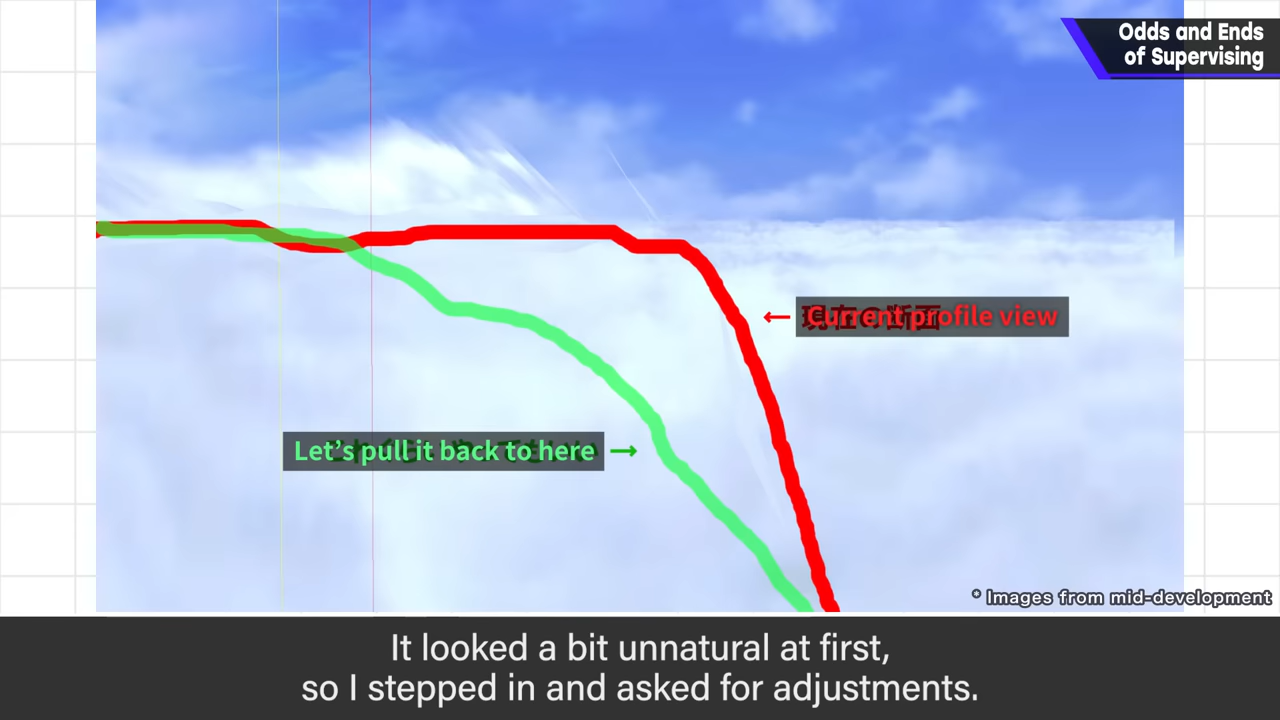 Odds and Ends
of Supervising
← Current profile view
Let's pull it back to here →
* Images from mid-development
It looked a bit unnatural at first,
so I stepped in and asked for adjustments.